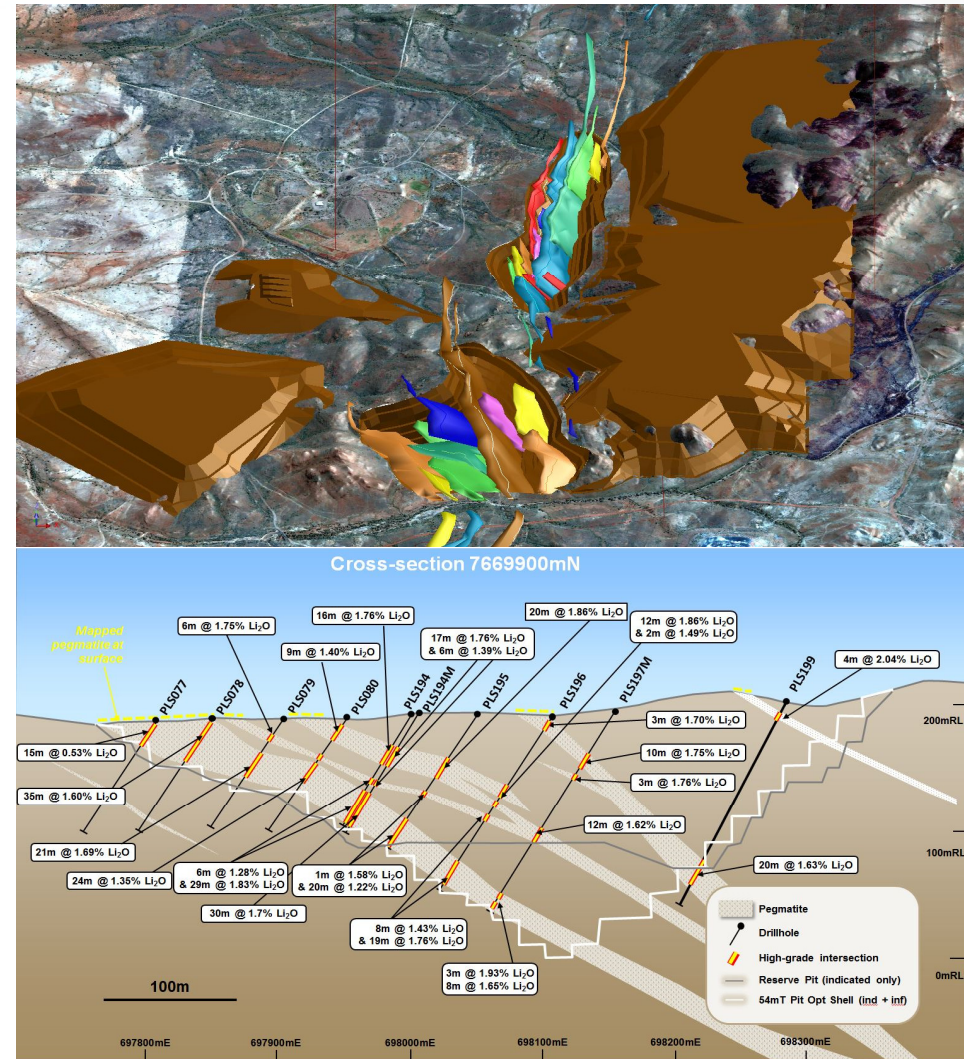 Cross-section 7669900mN
Mapped
pegmatite at
surface
6m @ 1.75% Li₂O
9m @ 1.40% Li₂O
16m @ 1.76% Li₂O
17m @ 1.76% Li₂O
& 6m @ 1.39% Li₂O
20m @ 1.86% Li₂O
12m @ 1.86% Li₂O
& 2m @ 1.49% Li₂O
4m @ 2.04% Li₂O
PLS077
PLS078
PLS079
PLS080
PLS194
PLS194M
PLS195
PLS196
PLS197M
PLS199
200mRL
100mRL
0mRL
15m @ 0.53% Li₂O
35m @ 1.60% Li₂O
21m @ 1.69% Li₂O
24m @ 1.35% Li₂O
6m @ 1.28% Li₂O
& 29m @ 1.83% Li₂O
30m @ 1.7% Li₂O
1m @ 1.58% Li₂O
& 20m @ 1.22% Li₂O
8m @ 1.43% Li₂O
& 19m @ 1.76% Li₂O
3m @ 1.93% Li₂O
8m @ 1.65% Li₂O
3m @ 1.70% Li₂O
10m @ 1.75% Li₂O
3m @ 1.76% Li₂O
12m @ 1.62% Li₂O
20m @ 1.63% Li₂O
Pegmatite
Drillhole
High-grade intersection
Reserve Pit (indicated only)
54mT Pit Opt Shell (ind + inf)
100m
697800mE
697900mE
698000mE
698100mE
698200mE
698300mE